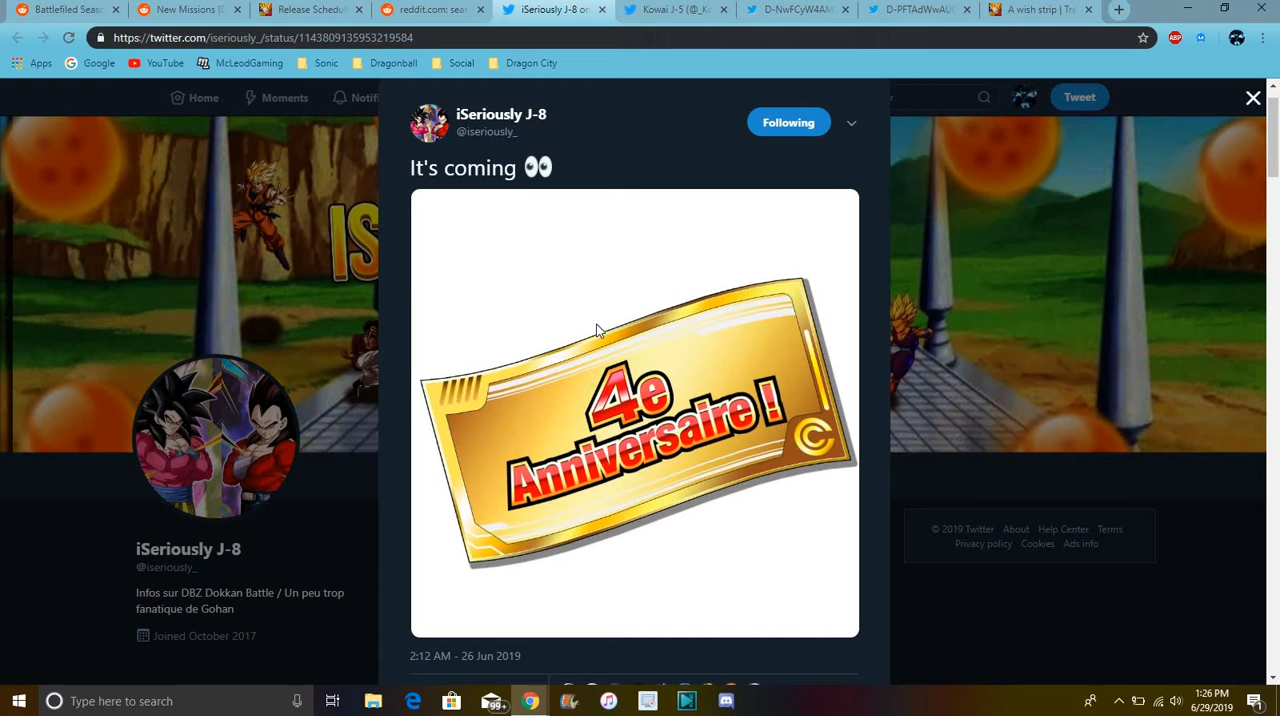 Battlefiled Seaso
New Missions [D
Release Schedul
reddit.com: sear
iSeriously J-8 on
Kowai J-5 (@_Ko
D-NwFCyW4AM
D-PFTAdWwAU
A wish strip | Tre
https://twitter.com/iseriously_/status/1143809135953219584
ABP
Apps Google YouTube McLeodGaming Sonic Dragonball Social Dragon City
Home Moments Notifi
Tweet
iSeriously J-8
@iseriously_
Following
It's coming 👀
4e
Anniversaire !
2:12 AM - 26 Jun 2019
iSeriously J-8
@iseriously_
Infos sur DBZ Dokkan Battle / Un peu trop
fanatique de Gohan
Joined October 2017
© 2019 Twitter About Help Center Terms
Privacy policy Cookies Ads info
Type here to search
99+
1:26 PM
6/29/2019